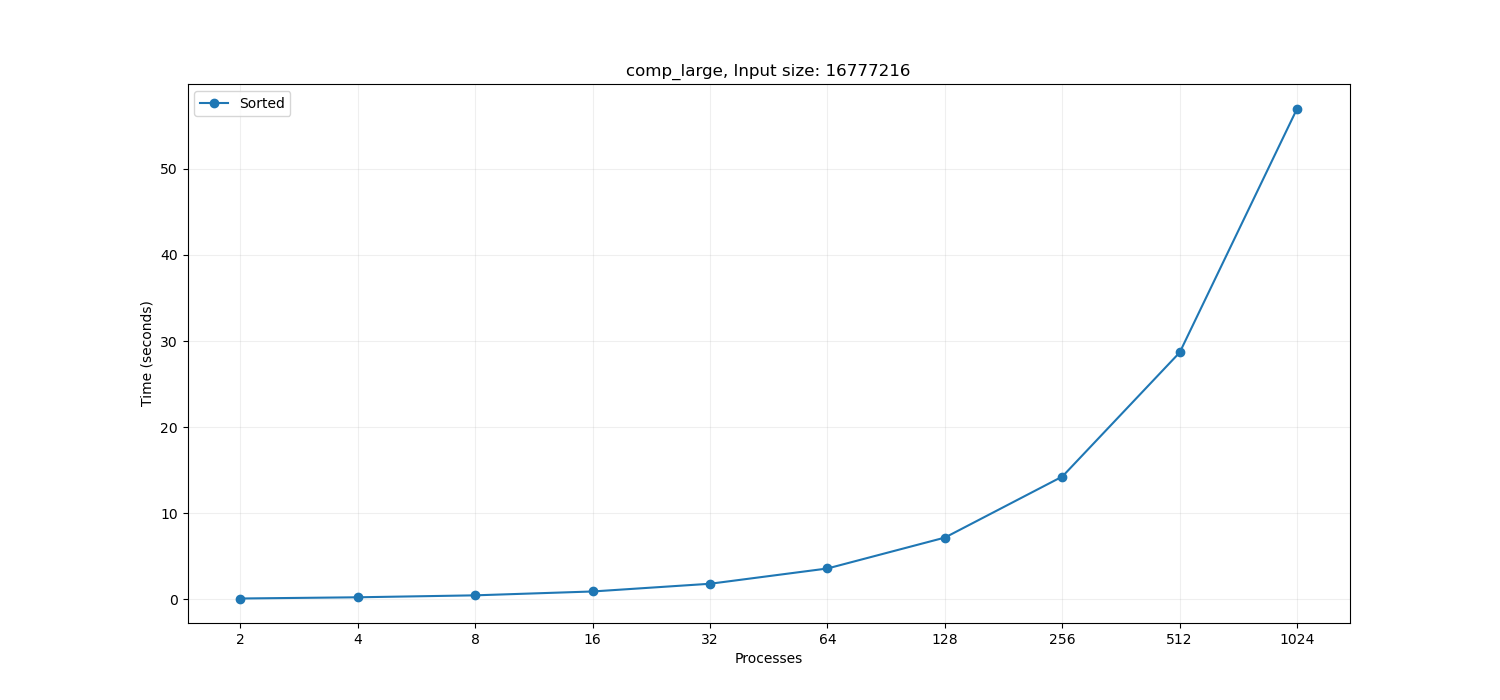 comp_large, Input size: 16777216
Sorted
50
40
30
20
10
0
Time (seconds)
2 4 8 16 32 64 128 256 512 1024
Processes